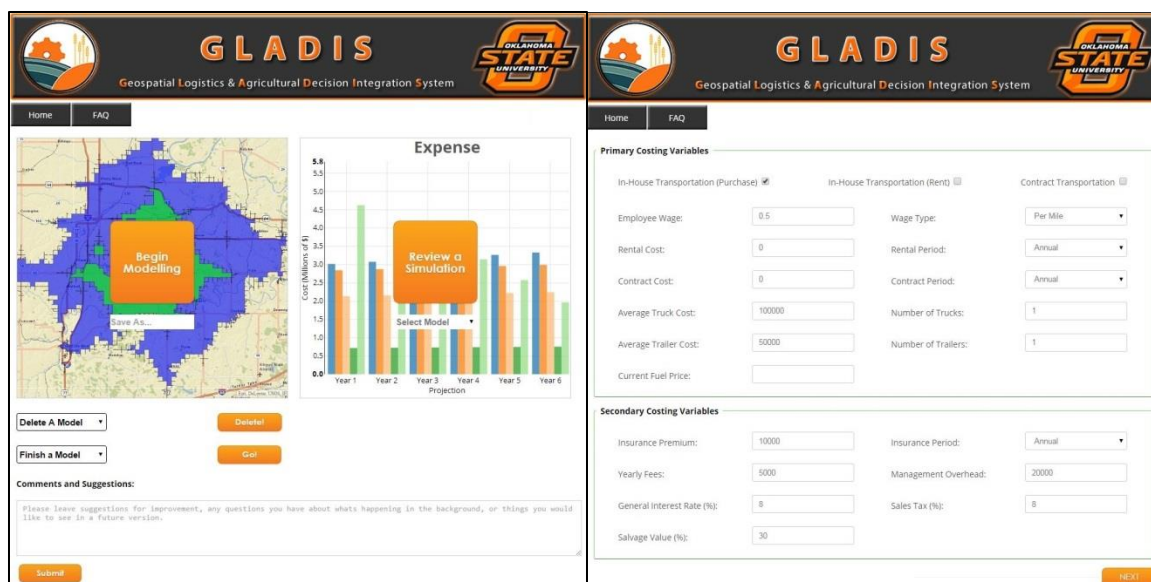 GLADIS
OKLAHOMA
STATE
UNIVERSITY
Geospatial Logistics & Agricultural Decision Integration System
Home FAQ
Begin
Modelling
Save As...
Expense
5.8
5.5
5.0
4.5
4.0
3.5
3.0
2.5
2.0
1.5
1.0
0.5
0.0
Cost (Millions of $)
Review a
Simulation
Select Model
Year 1 Year 2 Year 3 Year 4 Year 5 Year 6
Projection
Delete A Model Delete!
Finish a Model Go!
Comments and Suggestions:
Please leave suggestions for improvement, any questions you have about whats happening in the background, or things you would
like to see in a future version.
Submit
GLADIS
OKLAHOMA
STATE
UNIVERSITY
Geospatial Logistics & Agricultural Decision Integration System
Home FAQ
Primary Costing Variables
In-House Transportation (Purchase) In-House Transportation (Rent) Contract Transportation
Employee Wage: 0.5 Wage Type: Per Mile
Rental Cost: 0 Rental Period: Annual
Contract Cost: 0 Contract Period: Annual
Average Truck Cost: 100000 Number of Trucks: 1
Average Trailer Cost: 50000 Number of Trailers: 1
Current Fuel Price:
Secondary Costing Variables
Insurance Premium: 10000 Insurance Period: Annual
Yearly Fees: 5000 Management Overhead: 20000
General Interest Rate (%): 8 Sales Tax (%): 8
Salvage Value (%): 30
NEXT